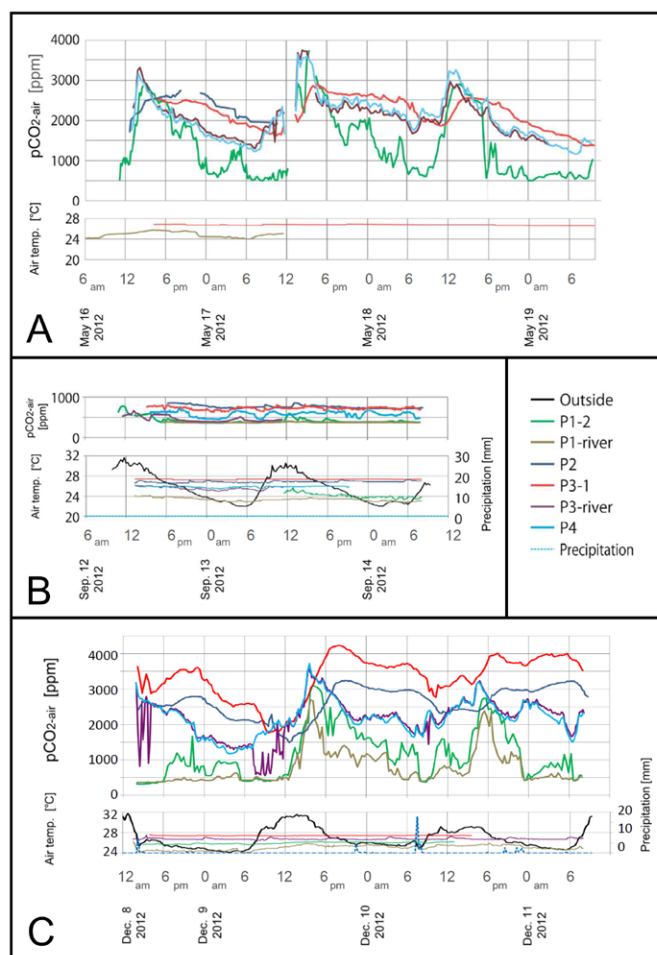 4000
3000
2000
1000
0
pCO2-air [ppm]
28
24
20
Air temp. [°C]
6 am
12
6 pm
0 am
6
12
6 pm
0 am
6
12
6 pm
0 am
6
May 16 2012
May 17 2012
May 18 2012
May 19 2012
A
1000
0
pCO2-air [ppm]
32
28
24
20
Air temp. [°C]
30
20
10
0
Precipitation [mm]
6 am
12
6 pm
0 am
6
12
6 pm
0 am
6
12
Sep. 12 2012
Sep. 13 2012
Sep. 14 2012
B
Outside
P1-2
P1-river
P2
P3-1
P3-river
P4
Precipitation
4000
3000
2000
1000
0
pCO2-air [ppm]
32
28
24
Air temp. [°C]
20
10
0
Precipitation [mm]
12 am
6 pm
0 am
6
12
6 pm
0 am
6
12
6 pm
0 am
6
Dec. 8 2012
Dec. 9 2012
Dec. 10 2012
Dec. 11 2012
C